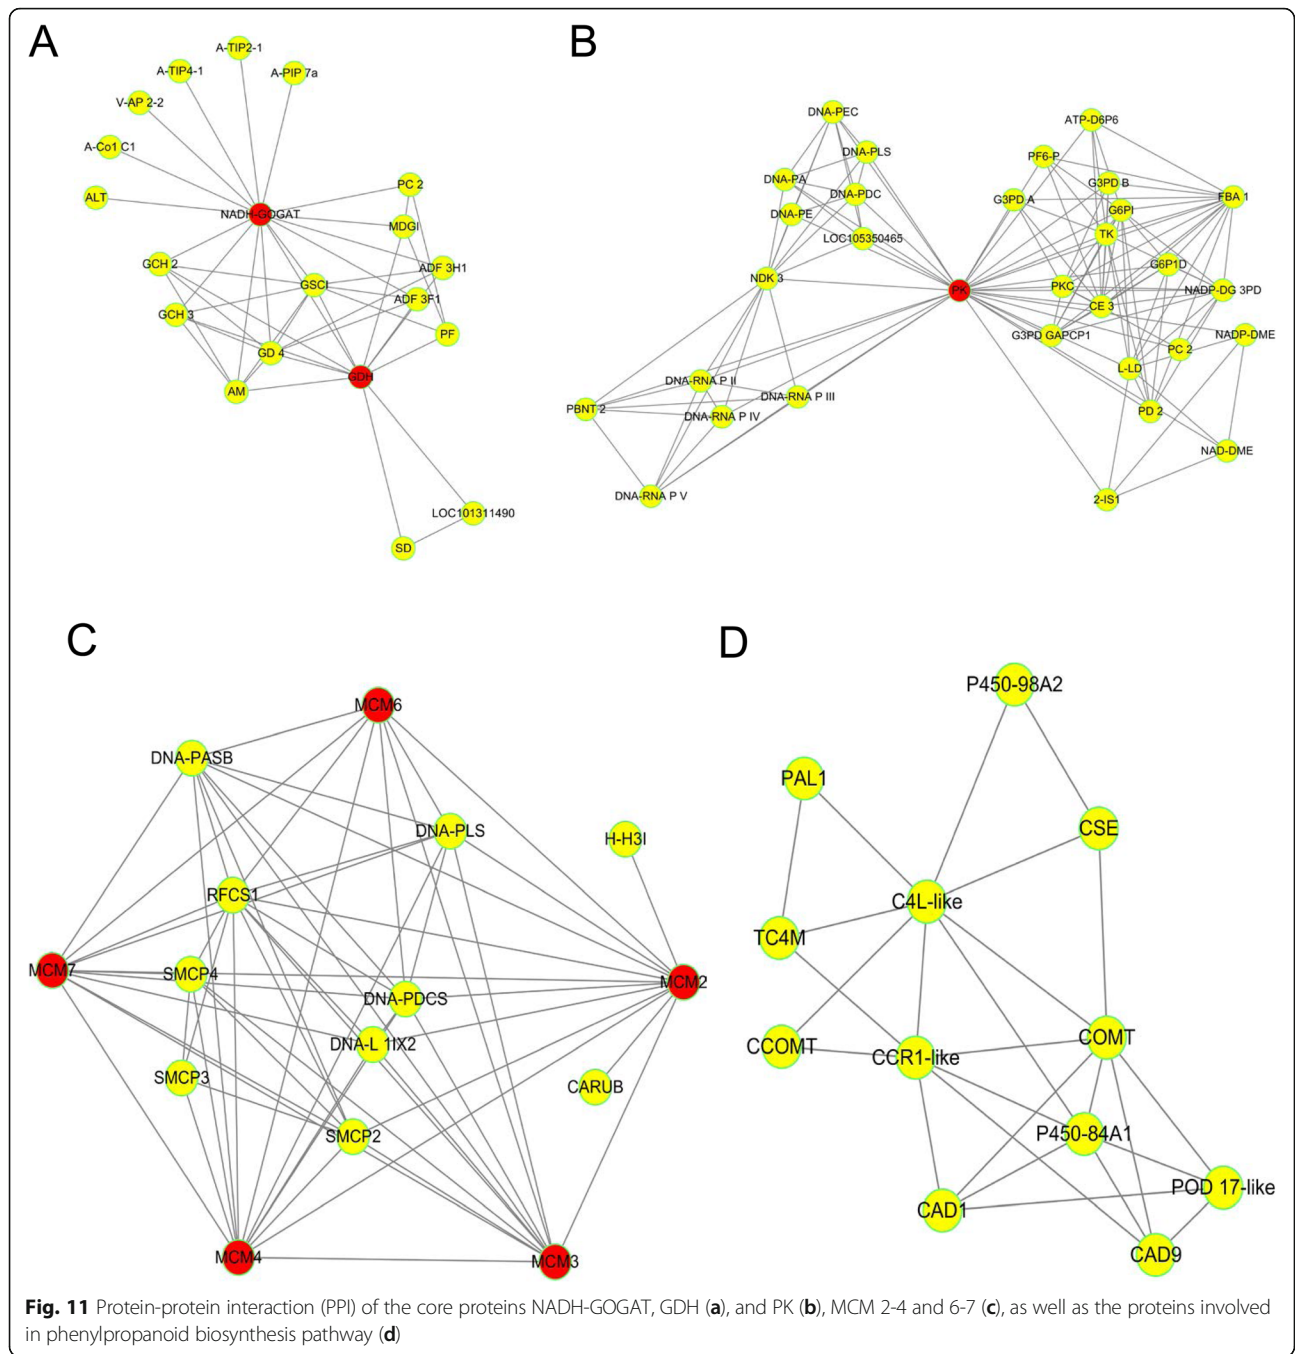 A
A-TIP2-1
A-TIP4-1
A-PIP 7a
V-AP 2-2
A-Co1 C1
ALT
PC 2
NADH-GOGAT
MDGI
GCH 2
ADF 3H1
GSCI
ADF 3F1
GCH 3
PF
GD 4
GDH
AM
LOC101311490
SD
B
DNA-PEC
ATP-D6P6
DNA-PLS
PF6-P
DNA-PA
G3PD B
DNA-PDC
G3PD A
FBA 1
DNA-PE
G6PI
TK
LOC105350465
G6P1D
NDK 3
PKC
PK
NADP-DG 3PD
CE 3
G3PD GAPCP1
NADP-DME
PC 2
L-LD
DNA-RNA P II
DNA-RNA P III
PBNT 2
DNA-RNA P IV
PD 2
NAD-DME
DNA-RNA P V
2-IS1
C
MCM6
DNA-PASB
DNA-PLS
H-H3I
RFCS1
MCM7
SMCP4
MCM2
DNA-PDCS
DNA-L 1IX2
SMCP3
CARUB
SMCP2
MCM4
MCM3
D
P450-98A2
PAL1
CSE
C4L-like
TC4M
CCOMT
CCR1-like
COMT
P450-84A1
POD 17-like
CAD1
CAD9
Fig. 11 Protein-protein interaction (PPI) of the core proteins NADH-GOGAT, GDH (a), and PK (b), MCM 2-4 and 6-7 (c), as well as the proteins involved
in phenylpropanoid biosynthesis pathway (d)